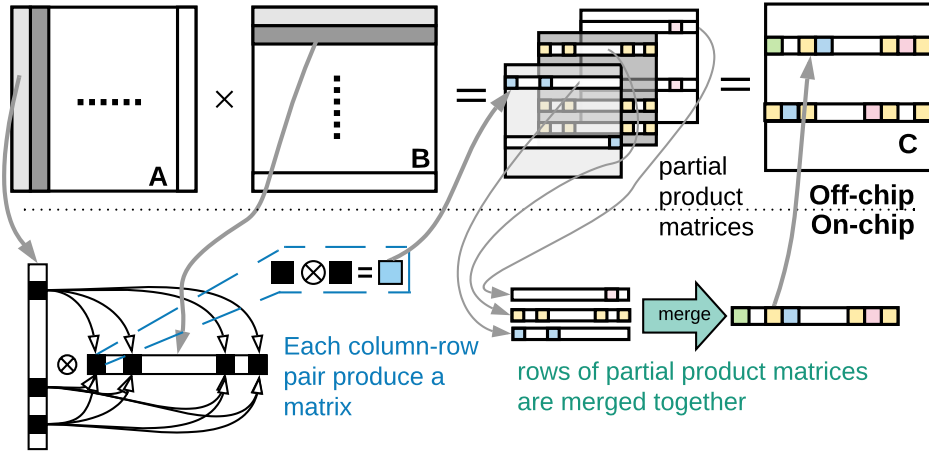 ......
×
A
B
=
=
C
partial
product
matrices
Off-chip
On-chip
⊗
=
⊗
Each column-row
pair produce a
matrix
merge
rows of partial product matrices
are merged together